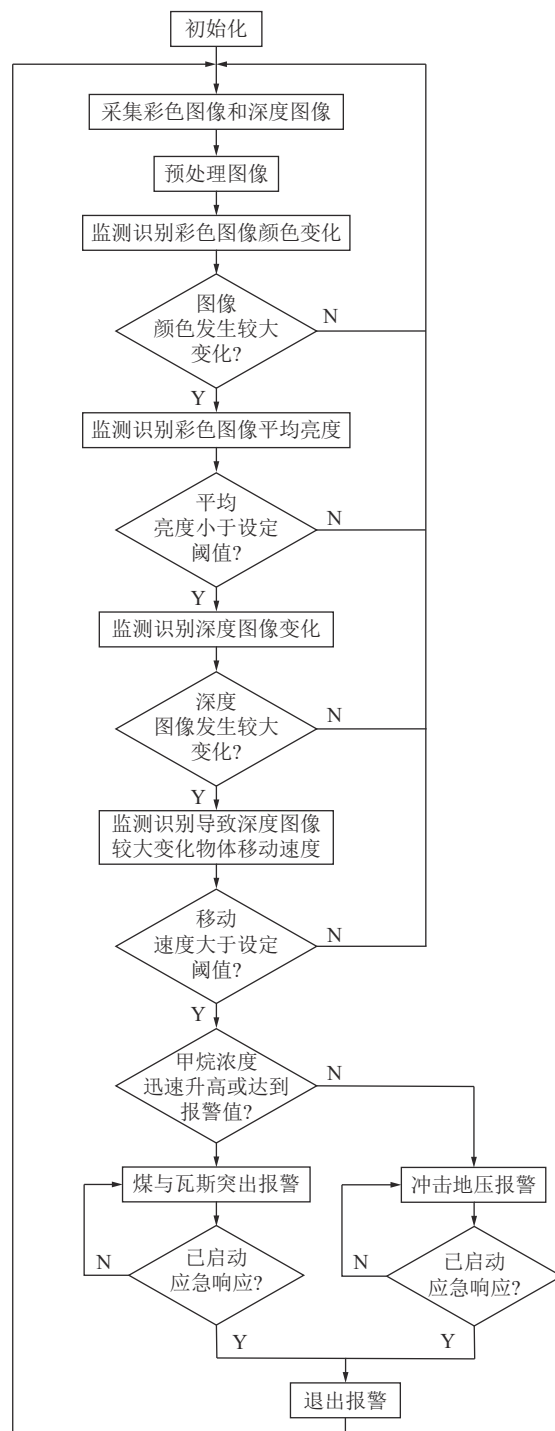 初始化
采集彩色图像和深度图像
预处理图像
监测识别彩色图像颜色变化
图像
颜色发生较大
变化?
N
Y
监测识别彩色图像平均亮度
平均
亮度小于设定
阈值?
N
Y
监测识别深度图像变化
深度
图像发生较大
变化?
N
Y
监测识别导致深度图像
较大变化物体移动速度
移动
速度大于设定
阈值?
N
Y
甲烷浓度
迅速升高或达到
报警值?
N
Y
煤与瓦斯突出报警
冲击地压报警
已启动
应急响应?
N
Y
已启动
应急响应?
N
Y
退出报警